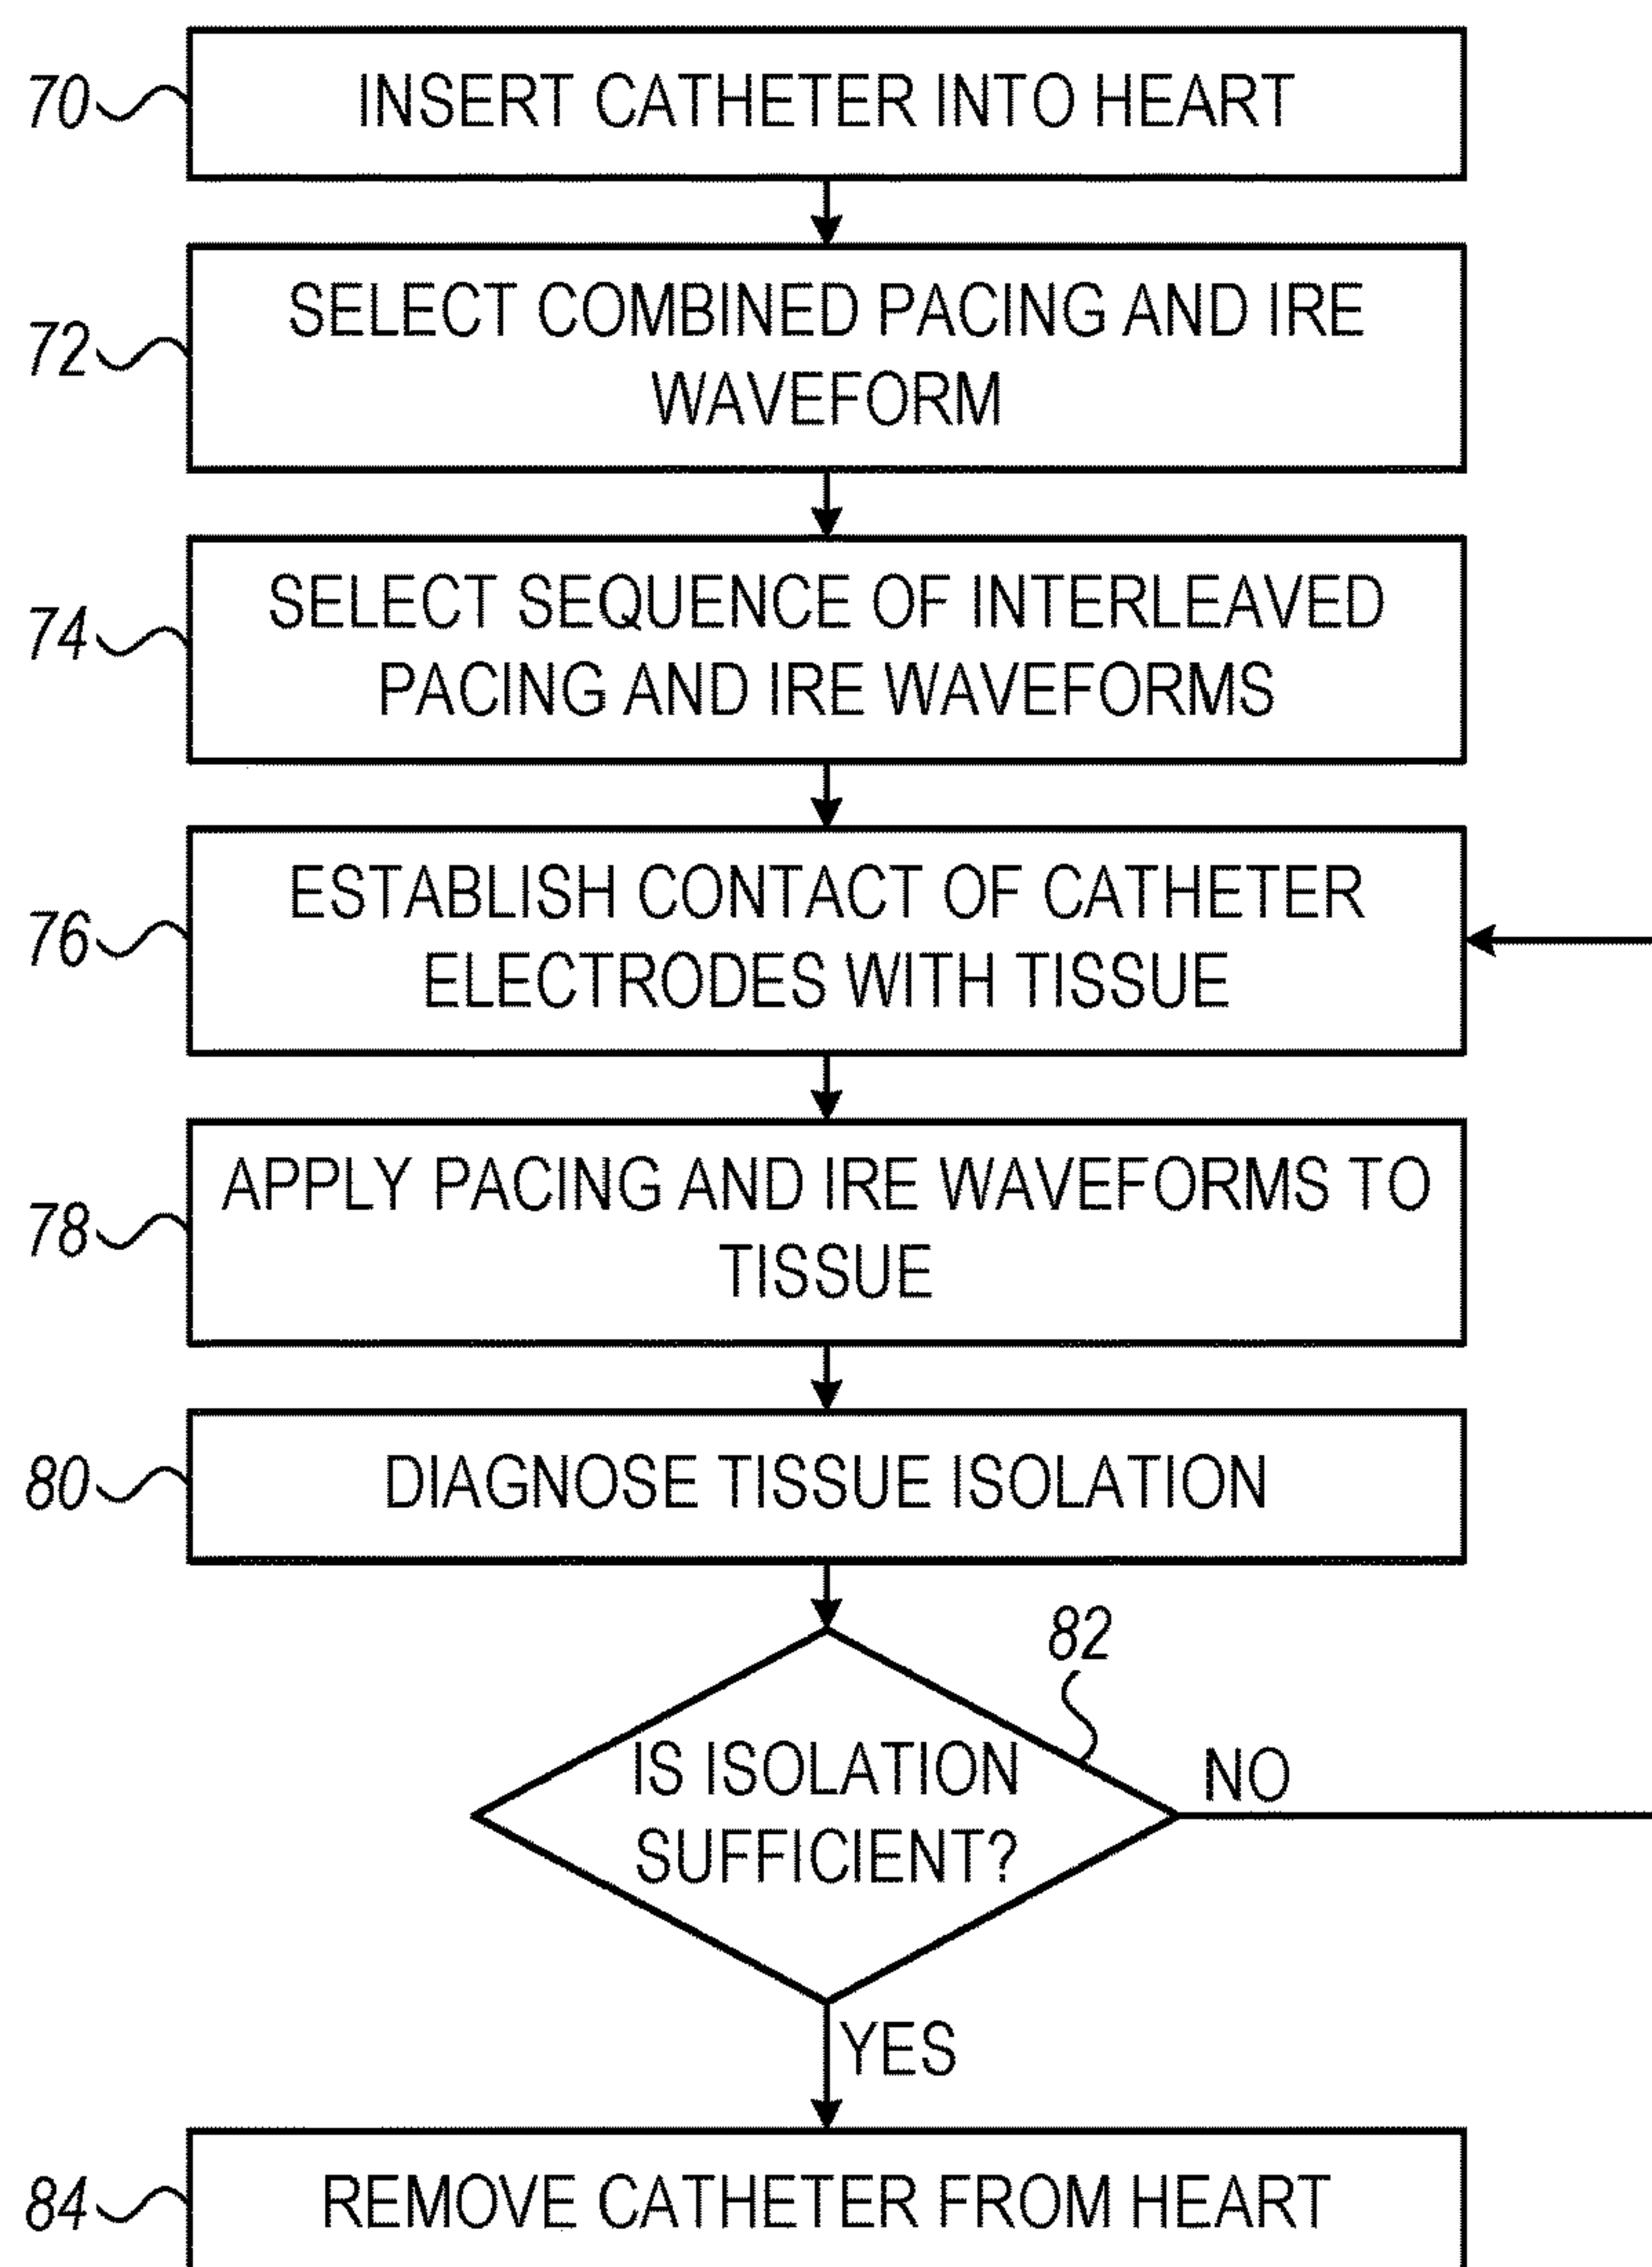 70
INSERT CATHETER INTO HEART
72
SELECT COMBINED PACING AND IRE
WAVEFORM
74
SELECT SEQUENCE OF INTERLEAVED
PACING AND IRE WAVEFORMS
76
ESTABLISH CONTACT OF CATHETER
ELECTRODES WITH TISSUE
78
APPLY PACING AND IRE WAVEFORMS TO
TISSUE
80
DIAGNOSE TISSUE ISOLATION
82
IS ISOLATION
SUFFICIENT?
NO
YES
84
REMOVE CATHETER FROM HEART